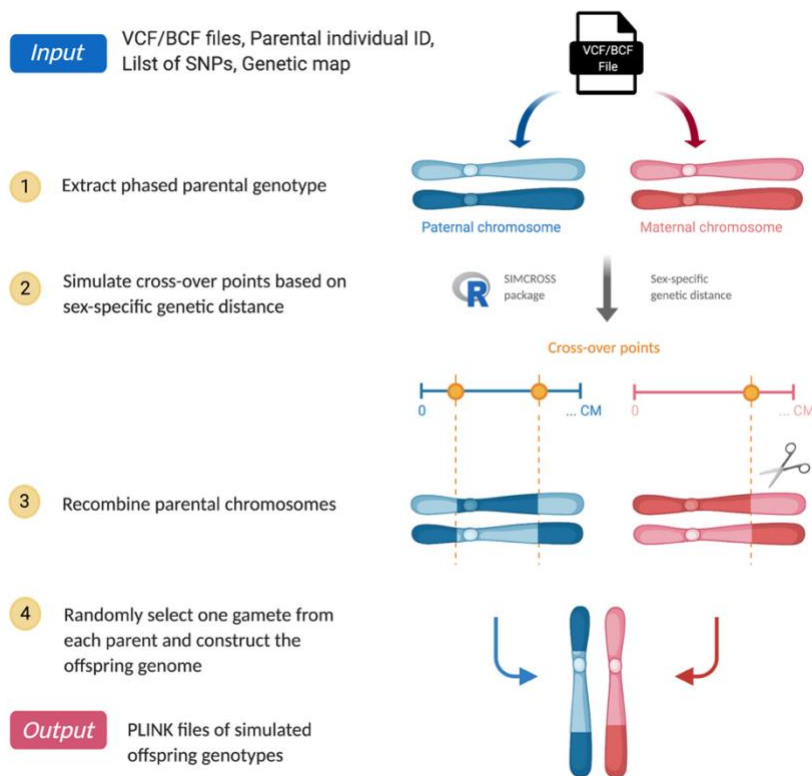 Input
VCF/BCF files, Parental individual ID,
Lilst of SNPs, Genetic map
VCF/BCF
File
1
Extract phased parental genotype
Paternal chromosome
Maternal chromosome
2
Simulate cross-over points based on
sex-specific genetic distance
R
SIMCROSS
package
Sex-specific
genetic distance
Cross-over points
0
... CM
0
... CM
3
Recombine parental chromosomes
4
Randomly select one gamete from
each parent and construct the
offspring genome
Output
PLINK files of simulated
offspring genotypes